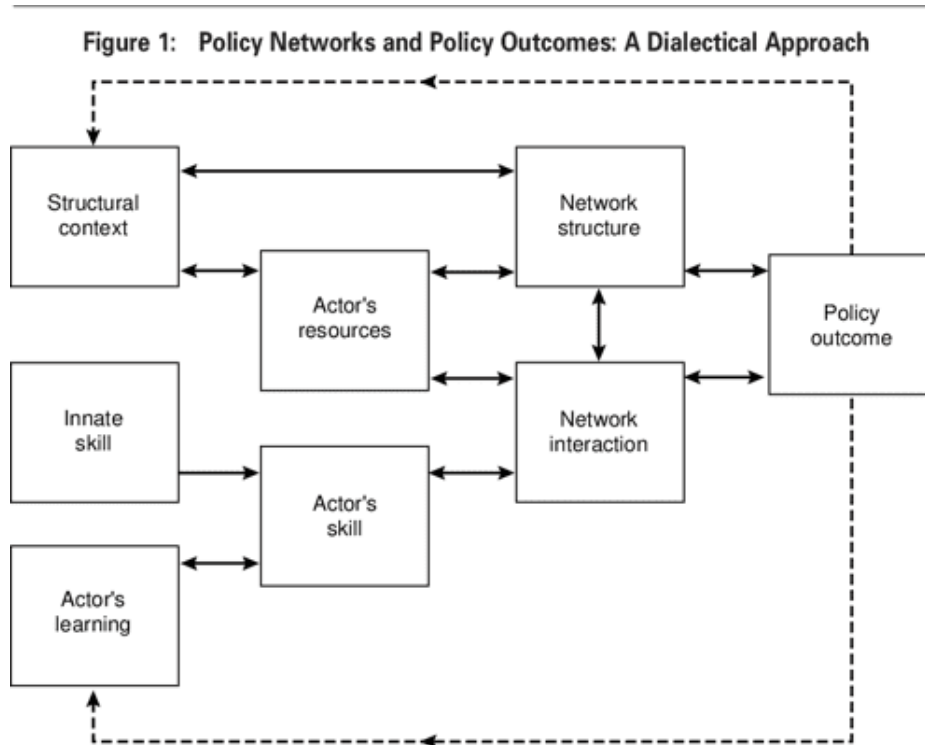 Figure 1: Policy Networks and Policy Outcomes: A Dialectical Approach
Structural
context
Network
structure
Actor's
resources
Policy
outcome
Innate
skill
Network
interaction
Actor's
skill
Actor's
learning